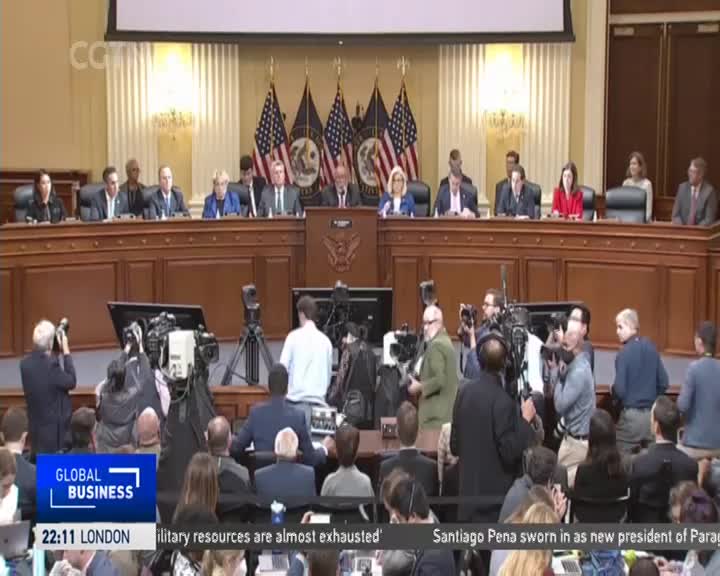 CGTN
GLOBAL
BUSINESS
22:11 LONDON
ilitary resources are almost exhausted' Santiago Pena sworn in as new president of Parag